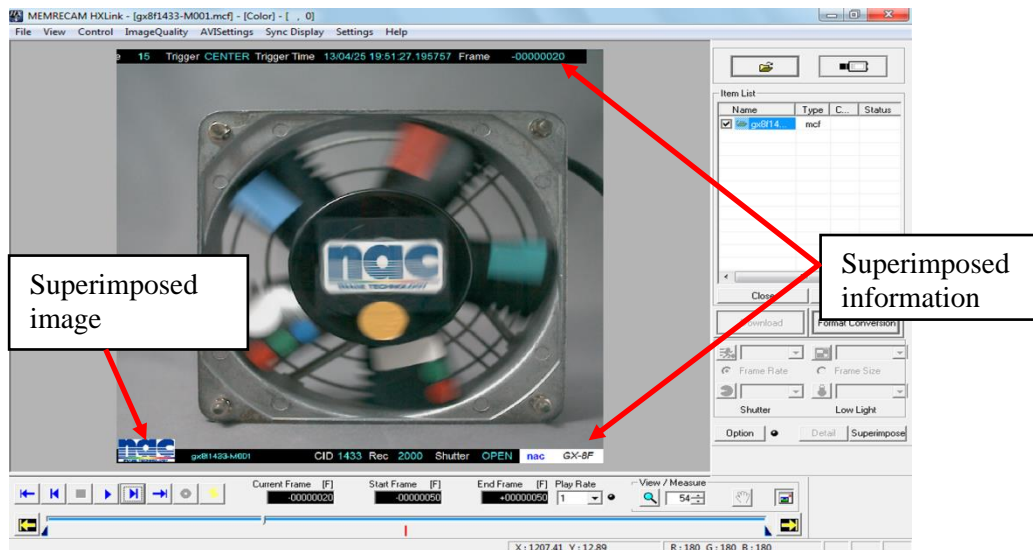 MEMRECAM HXLink - [gx8f1433-M001.mcf] - [Color] - [ , 0]
File View Control ImageQuality AVISettings Sync Display Settings Help
15 Trigger CENTER Trigger Time 13/04/25 19:51:27.195757 Frame -00000020
Item List
Name Type C... Status
gx8f14... mcf
nac
IMAGE TECHNOLOGY
Superimposed
image
Superimposed
information
Close
Download Format Conversion
Frame Rate Frame Size
Shutter Low Light
Option Detail Superimpose
nac gx8f1433-M001 CID 1433 Rec 2000 Shutter OPEN nac GX-8F
Current Frame [F] Start Frame [F] End Frame [F] Play Rate View / Measure
-00000020 -00000050 +00000050 1 54
X : 1207.41 Y : 12.89 R : 180 G : 180 B : 180